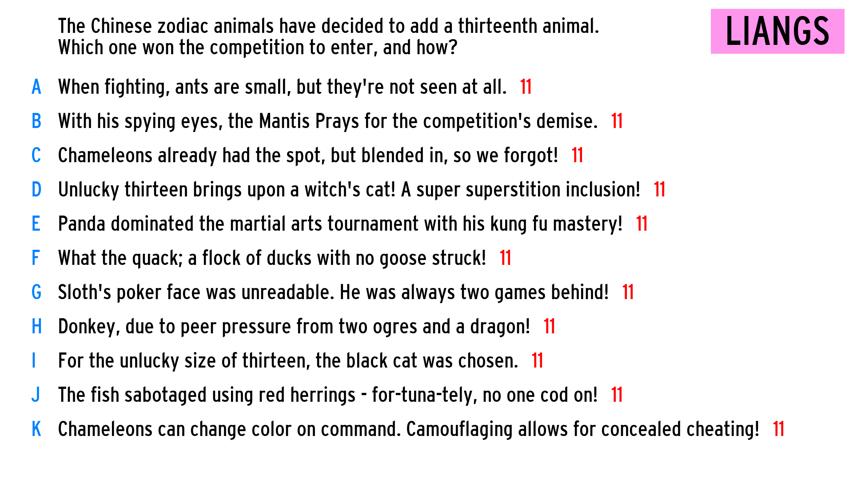 The Chinese zodiac animals have decided to add a thirteenth animal.
Which one won the competition to enter, and how?
LIANGS
A When fighting, ants are small, but they're not seen at all. 11
B With his spying eyes, the Mantis Prays for the competition's demise. 11
C Chameleons already had the spot, but blended in, so we forgot! 11
D Unlucky thirteen brings upon a witch's cat! A super superstition inclusion! 11
E Panda dominated the martial arts tournament with his kung fu mastery! 11
F What the quack; a flock of ducks with no goose struck! 11
G Sloth's poker face was unreadable. He was always two games behind! 11
H Donkey, due to peer pressure from two ogres and a dragon! 11
I For the unlucky size of thirteen, the black cat was chosen. 11
J The fish sabotaged using red herrings - for-tuna-tely, no one cod on! 11
K Chameleons can change color on command. Camouflaging allows for concealed cheating! 11